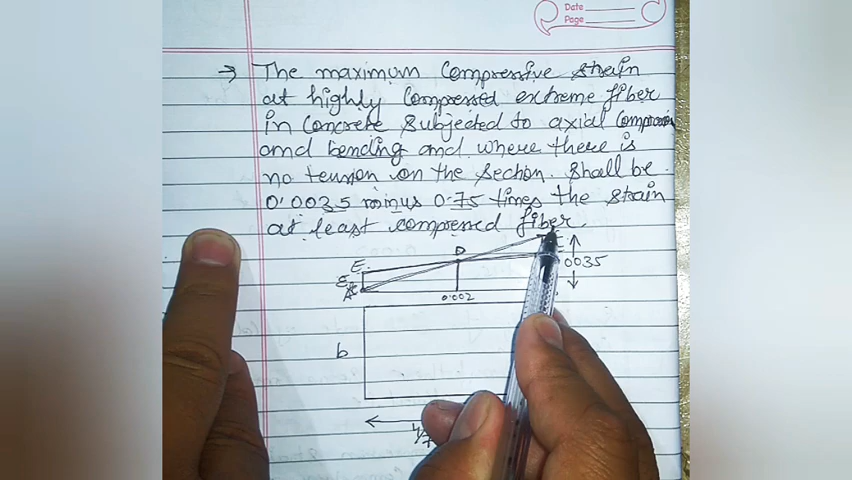 Date
Page
→ The maximum Compressive strain
at highly Compressed extreme fiber
in Concrete Subjected to axial Compression
and bending and where there is
no tension on the section. Shall be
0.0035 minus 0.75 times the strain
at least compressed fiber.
D
E
0.0035
0.002
b